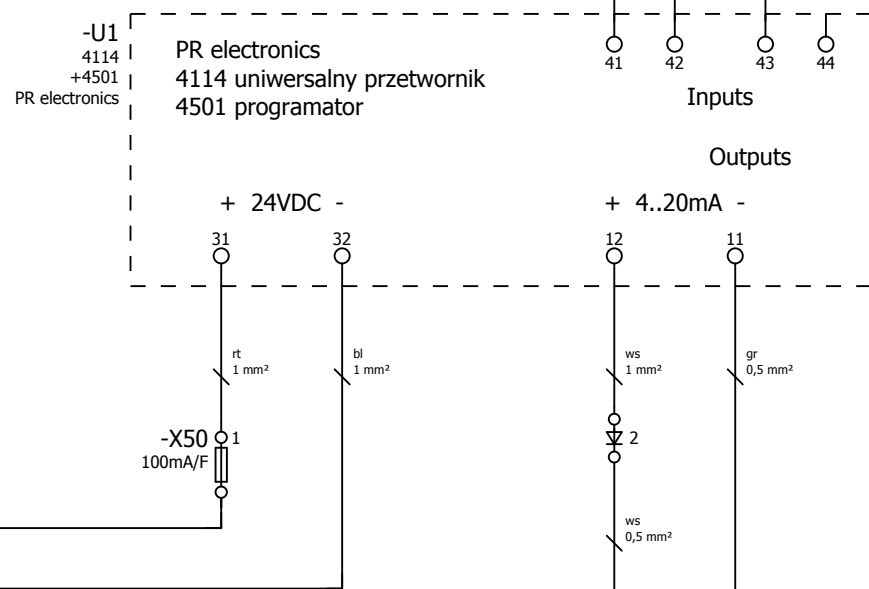 -U1
4114
+4501
PR electronics
PR electronics
4114 uniwersalny przetwornik
4501 programator
41 42 43 44
Inputs
Outputs
+ 24VDC -
+ 4..20mA -
31 32 12 11
rt
1 mm²
bl
1 mm²
ws
1 mm²
gr
0,5 mm²
-X50 1
100mA/F
2
ws
0,5 mm²